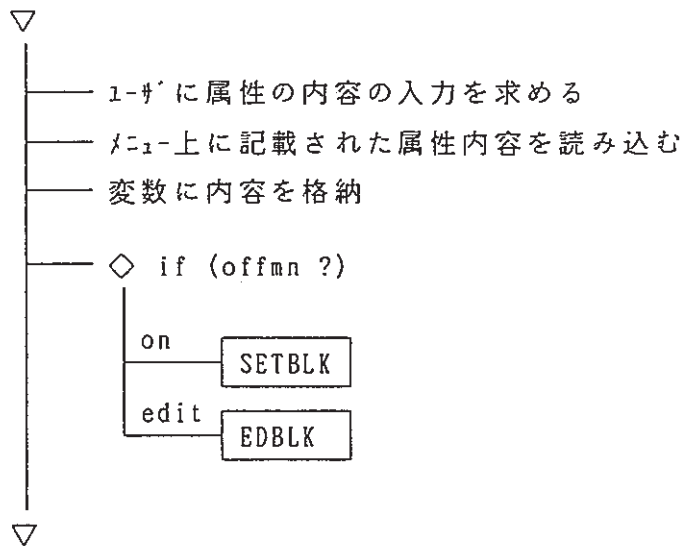 ﾕｰｻﾞに属性の内容の入力を求める
ﾒﾆｭｰ上に記載された属性内容を読み込む
変数に内容を格納
if (offmn ?)
on
SETBLK
edit
EDBLK